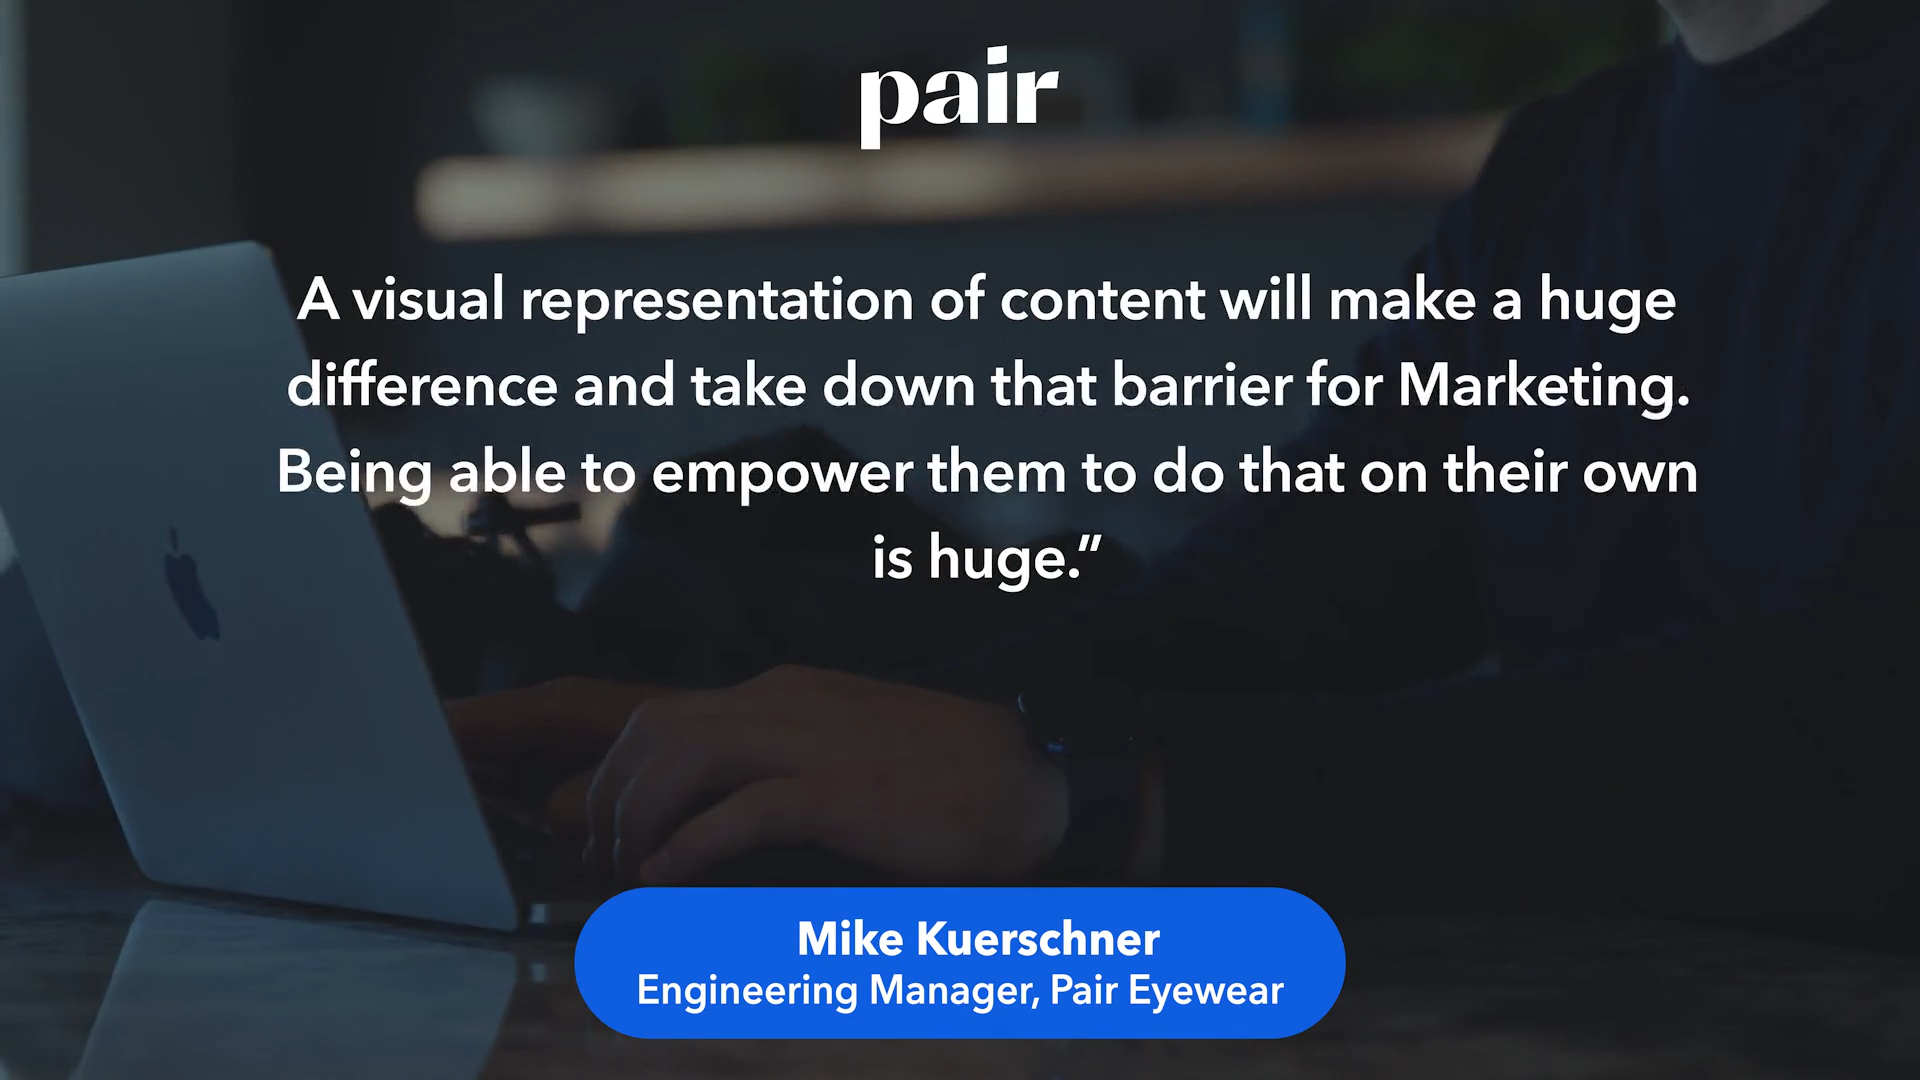 pair
A visual representation of content will make a huge
difference and take down that barrier for Marketing.
Being able to empower them to do that on their own
is huge.”
Mike Kuerschner
Engineering Manager, Pair Eyewear